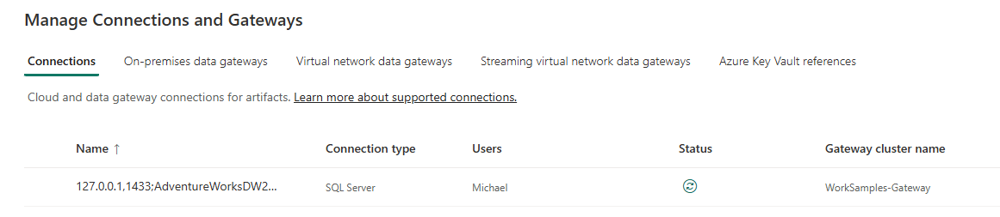 Manage Connections and Gateways
Connections On-premises data gateways Virtual network data gateways Streaming virtual network data gateways Azure Key Vault references
Cloud and data gateway connections for artifacts. Learn more about supported connections.
Name ↑ Connection type Users Status Gateway cluster name
127.0.0.1,1433;AdventureWorksDW2... SQL Server Michael WorkSamples-Gateway